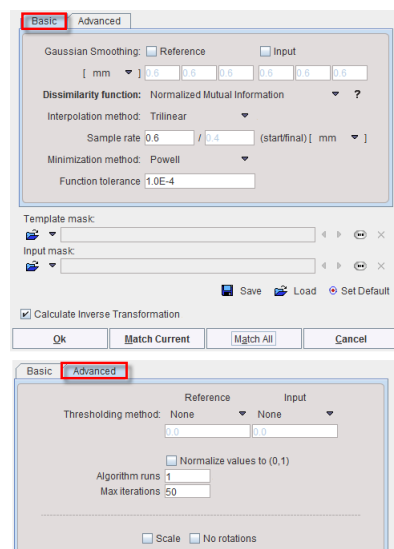 Basic Advanced
Gaussian Smoothing: Reference Input
[ mm ] 0.6 0.6 0.6 0.6 0.6 0.6
Dissimilarity function: Normalized Mutual Information ?
Interpolation method: Trilinear
Sample rate 0.6 / 0.4 (start/final) [ mm ]
Minimization method: Powell
Function tolerance 1.0E-4
Template mask:
Input mask:
Save Load Set Default
Calculate Inverse Transformation
Ok Match Current Match All Cancel
Basic Advanced
Reference Input
Thresholding method: None None
0.0 0.0
Normalize values to (0,1)
Algorithm runs 1
Max iterations 50
Scale No rotations